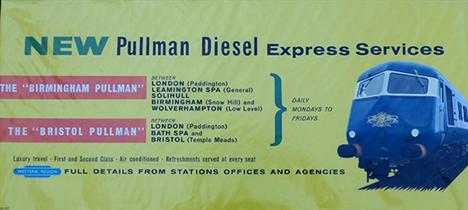 NEW Pullman Diesel Express Services
THE "BIRMINGHAM PULLMAN"
BETWEEN
LONDON (Paddington)
LEAMINGTON SPA (General)
SOLIHULL
BIRMINGHAM (Snow Hill) and
WOLVERHAMPTON (Low Level)
THE "BRISTOL PULLMAN"
BETWEEN
LONDON (Paddington)
BATH SPA and
BRISTOL (Temple Meads)
DAILY
MONDAYS TO
FRIDAYS
Luxury travel · First and Second Class · Air conditioned · Refreshments served at every seat
WESTERN REGION
FULL DETAILS FROM STATIONS OFFICES AND AGENCIES